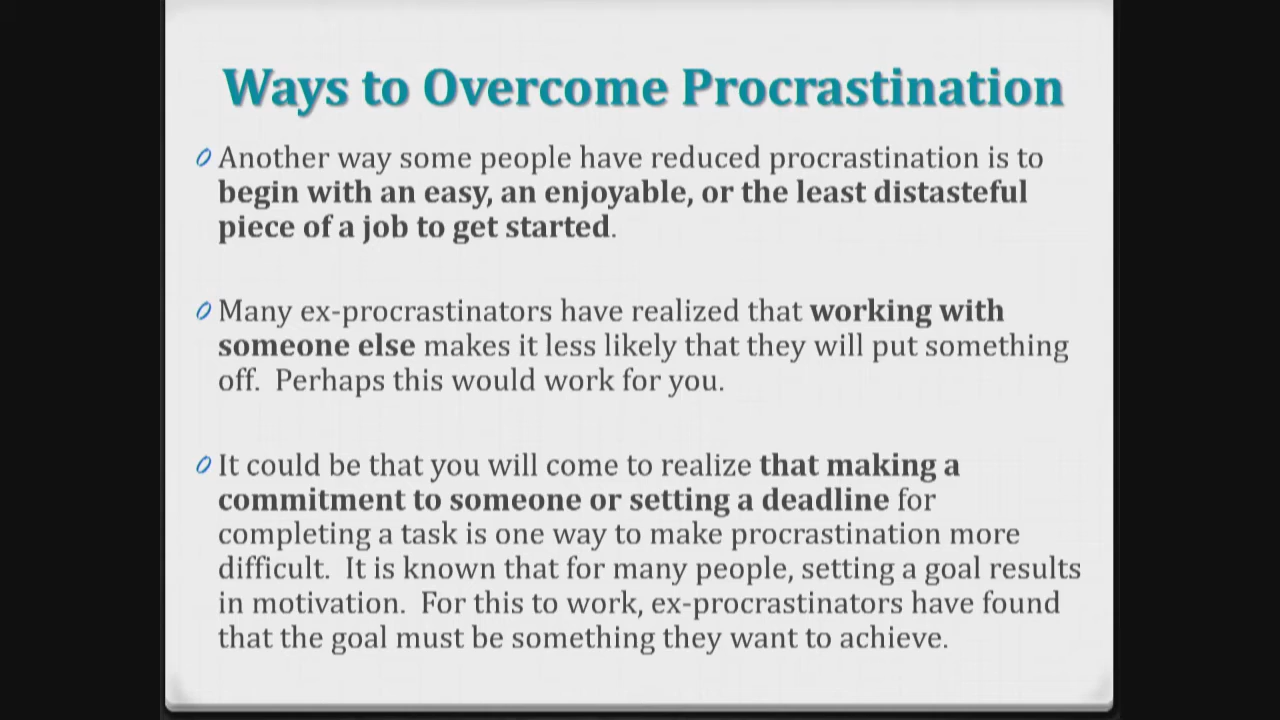 Ways to Overcome Procrastination
Another way some people have reduced procrastination is to
begin with an easy, an enjoyable, or the least distasteful
piece of a job to get started.
Many ex-procrastinators have realized that working with
someone else makes it less likely that they will put something
off.  Perhaps this would work for you.
It could be that you will come to realize that making a
commitment to someone or setting a deadline for
completing a task is one way to make procrastination more
difficult.  It is known that for many people, setting a goal results
in motivation.  For this to work, ex-procrastinators have found
that the goal must be something they want to achieve.